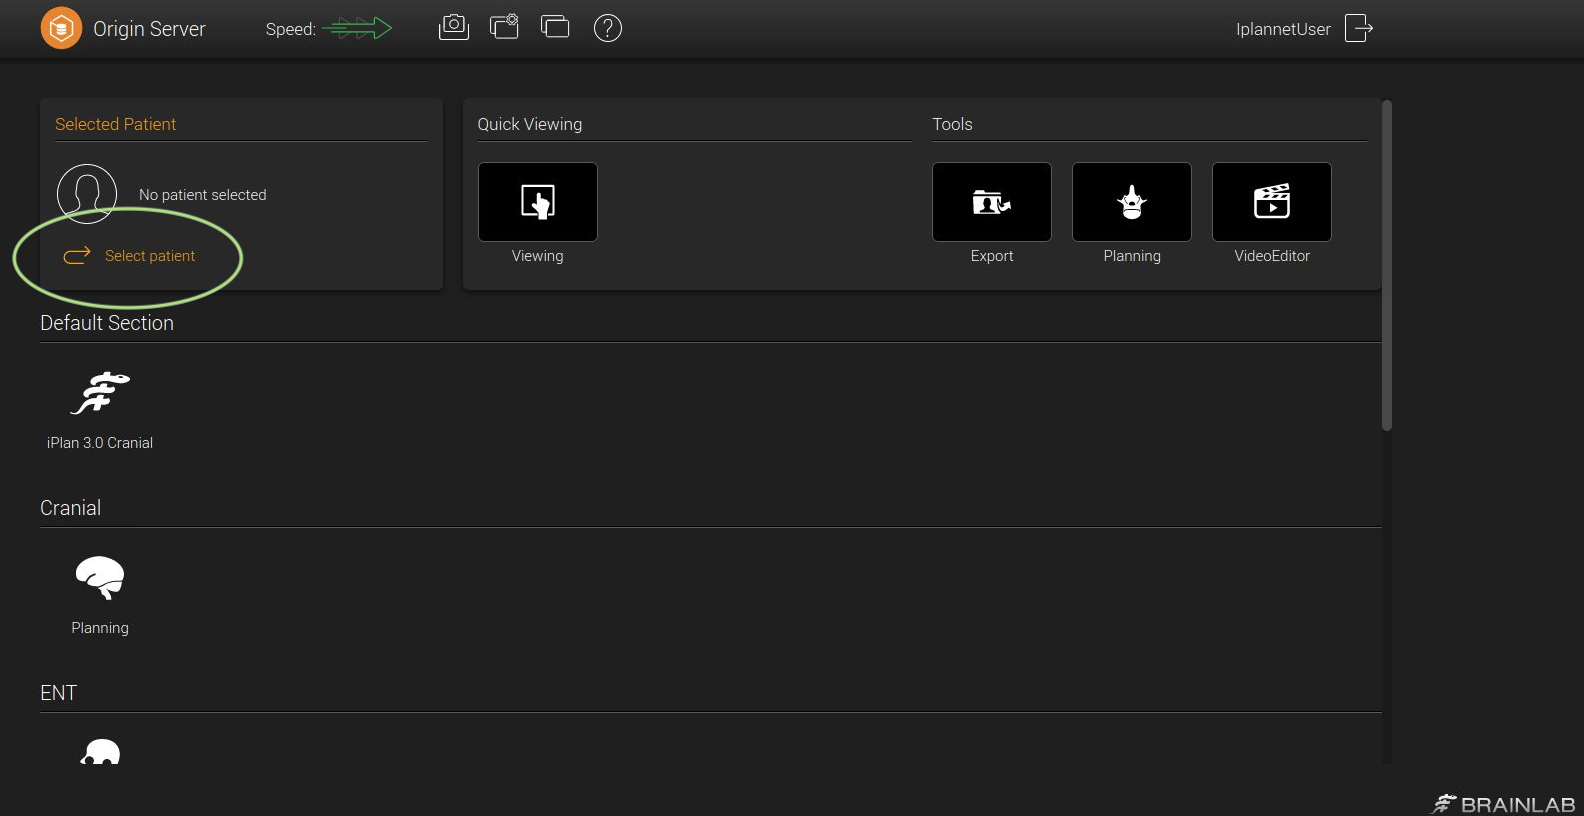 Origin Server
Speed:
?
IplannetUser
Selected Patient
No patient selected
Select patient
Quick Viewing
Viewing
Tools
Export
Planning
VideoEditor
Default Section
iPlan 3.0 Cranial
Cranial
Planning
ENT
BRAINLAB